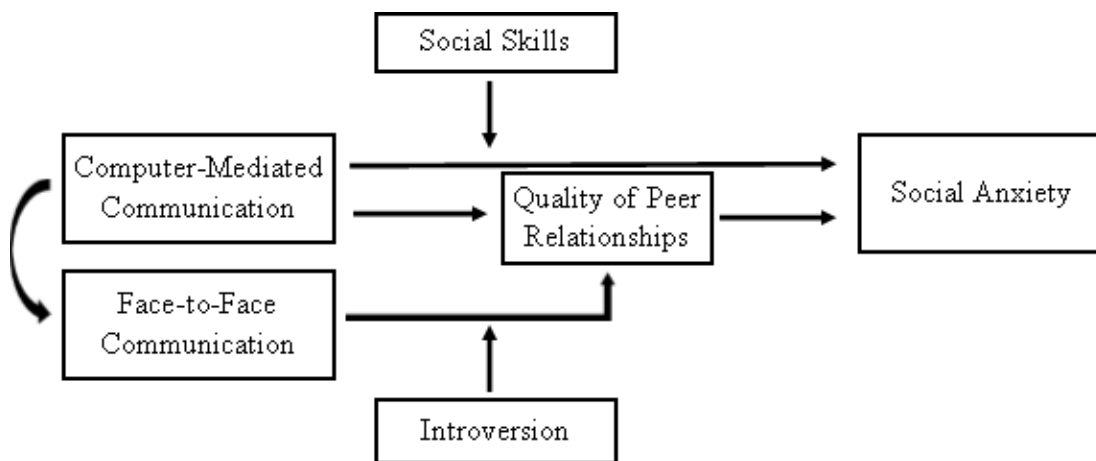 Social Skills
Computer-Mediated
Communication
Quality of Peer
Relationships
Social Anxiety
Face-to-Face
Communication
Introversion